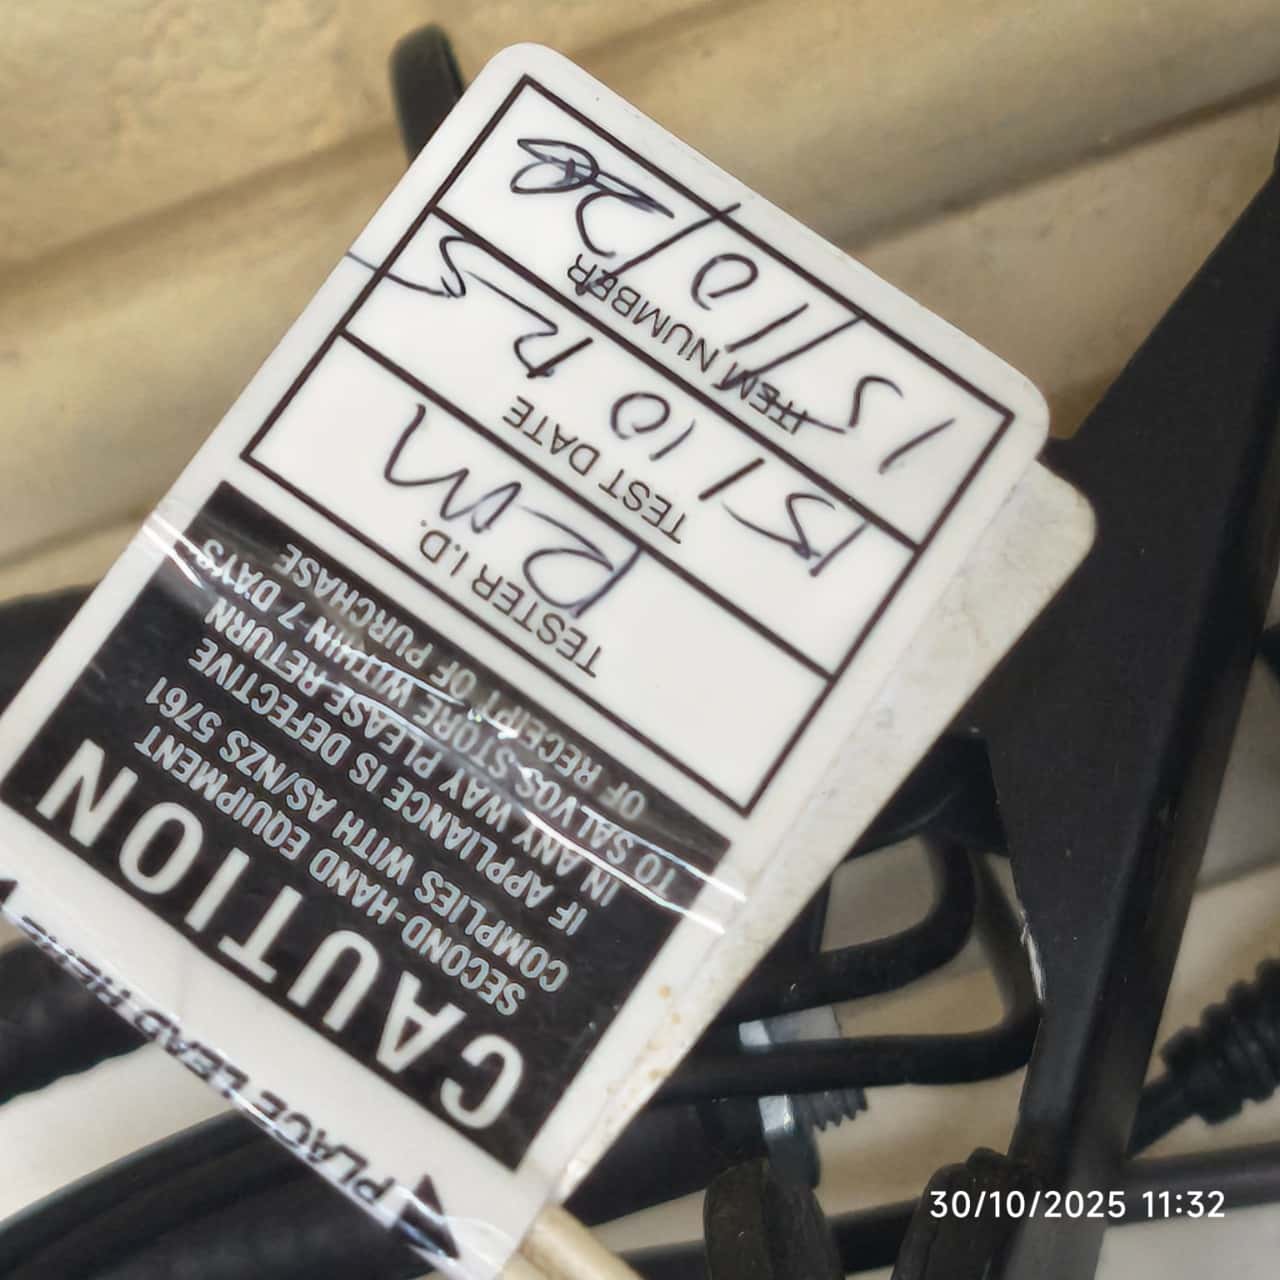 PLACE LEAD HERE
CAUTION
SECOND-HAND EQUIPMENT
COMPLIES WITH AS/NZS 5761
IF APPLIANCE IS DEFECTIVE
IN ANY WAY PLEASE RETURN
TO SALVOS STORE WITHIN 7 DAYS
OF RECEIPT OF PURCHASE
TESTER I.D.
RM
TEST DATE
15/10/25
ITEM NUMBER
15/10/26
30/10/2025 11:32